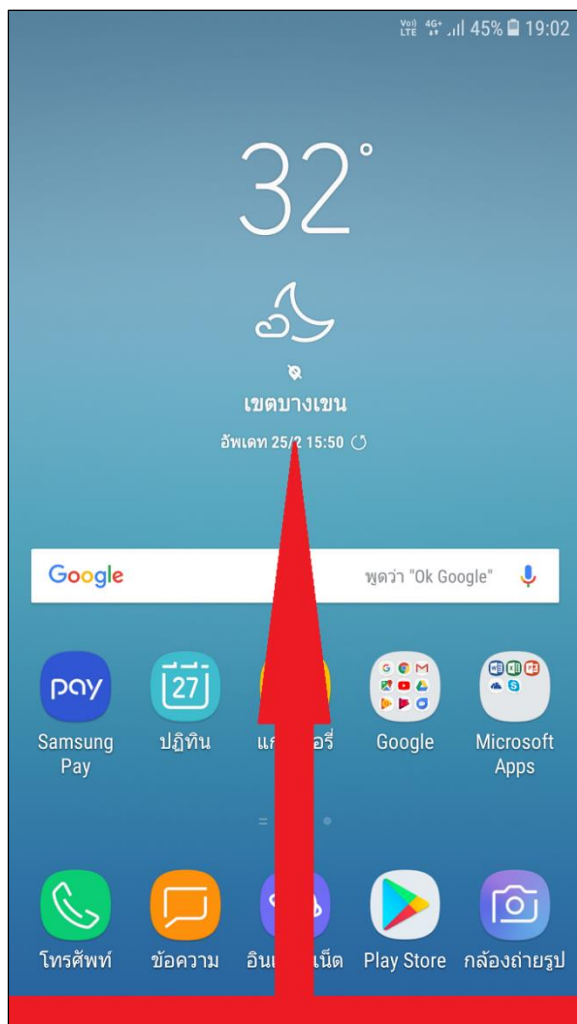 Vo)) LTE 4G+ 45% 19:02
32°
เขตบางเขน
อัพเดท 25/2 15:50
Google พูดว่า "Ok Google"
pay 27
Samsung Pay ปฏิทิน Google Microsoft Apps
โทรศัพท์ ข้อความ Play Store กล้องถ่ายรูป